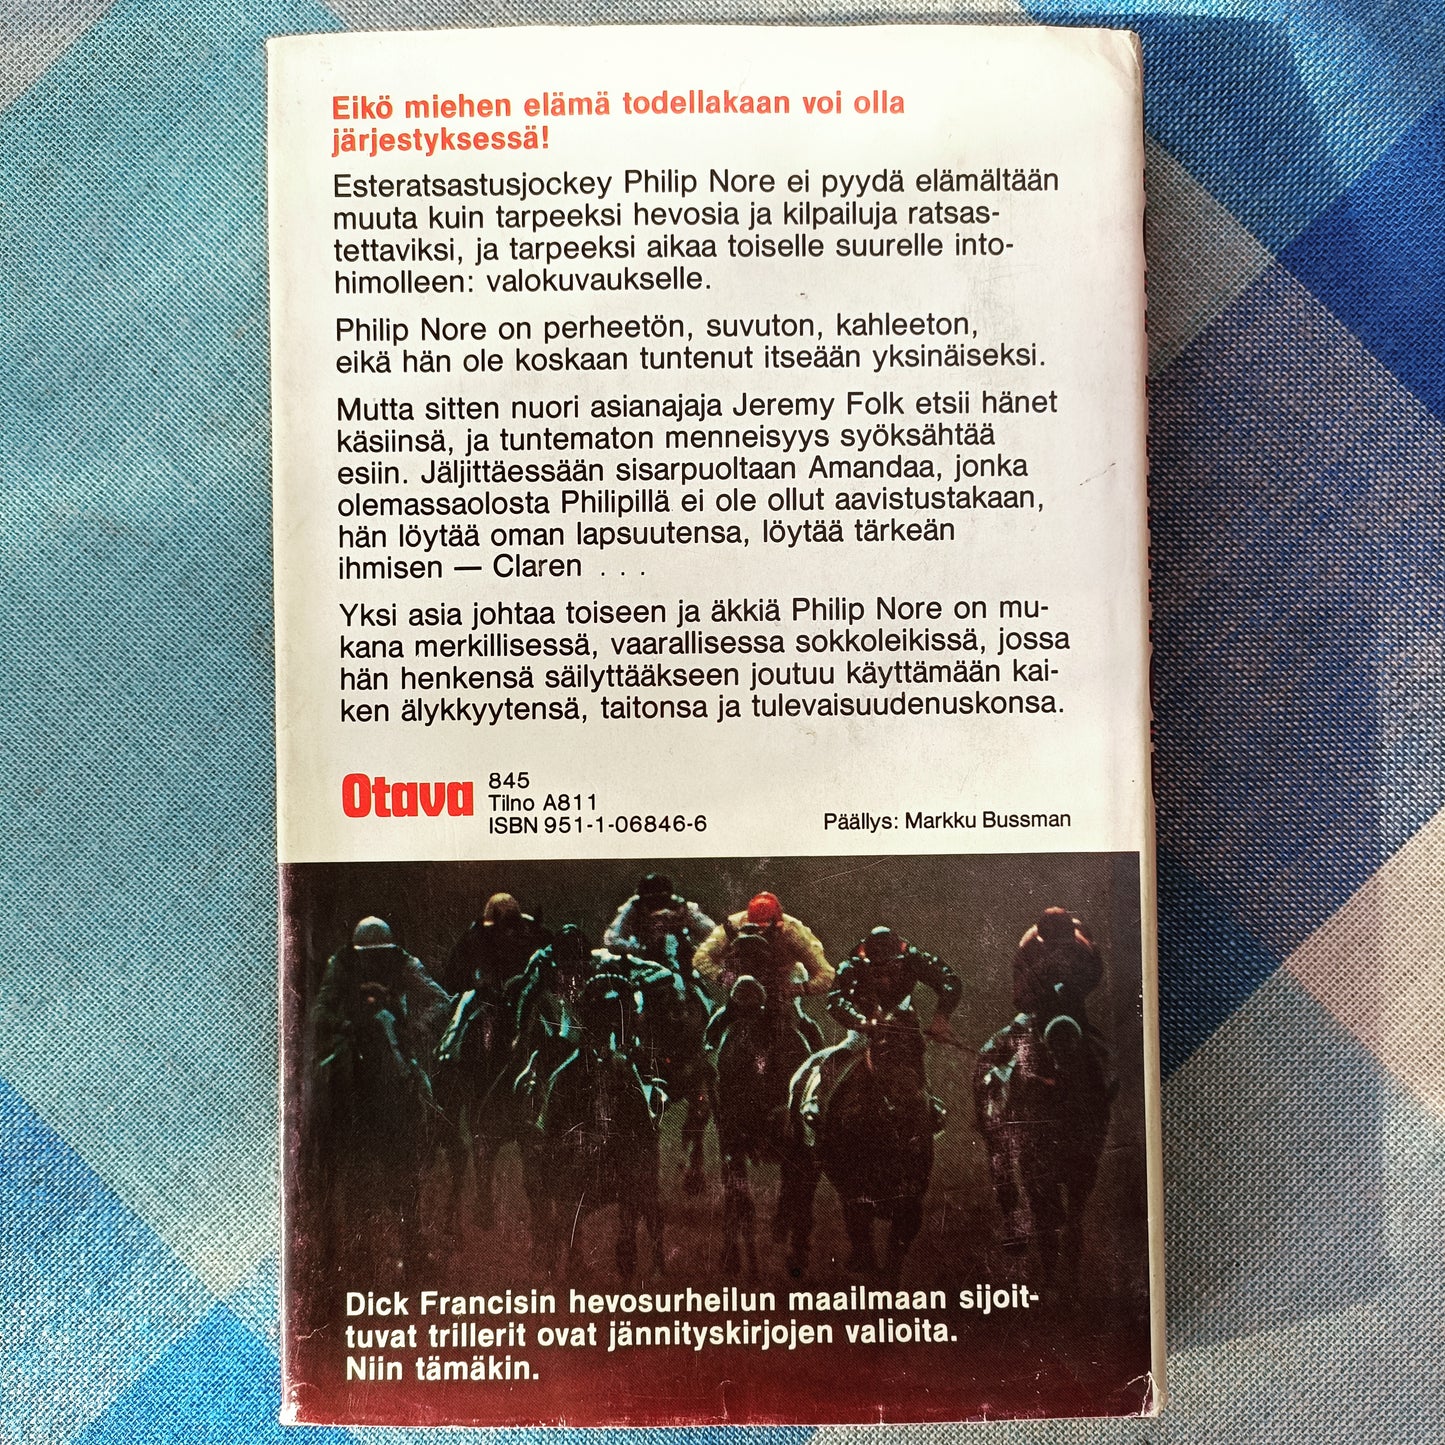 Eikö miehen elämä todellakaan voi olla
järjestyksessä!
Esteratsastusjockey Philip Nore ei pyydä elämältään
muuta kuin tarpeeksi hevosia ja kilpailuja ratsas-
tettaviksi, ja tarpeeksi aikaa toiselle suurelle into-
himolleen: valokuvaukselle.
Philip Nore on perheetön, suvuton, kahleeton,
eikä hän ole koskaan tuntenut itseään yksinäiseksi.
Mutta sitten nuori asianajaja Jeremy Folk etsii hänet
käsiinsä, ja tuntematon menneisyys syöksähtää
esiin. Jäljittäessään sisarpuoltaan Amandaa, jonka
olemassaolosta Philipillä ei ole ollut aavistustakaan,
hän löytää oman lapsuutensa, löytää tärkeän
ihmisen — Claren . . .
Yksi asia johtaa toiseen ja äkkiä Philip Nore on mu-
kana merkillisessä, vaarallisessa sokkoleikissä, jossa
hän henkensä säilyttääkseen joutuu käyttämään kai-
ken älykkyytensä, taitonsa ja tulevaisuudenuskonsa.
Otava
845
Tilno A811
ISBN 951-1-06846-6
Päällys: Markku Bussman
Dick Francisin hevosurheilun maailmaan sijoit-
tuvat trillerit ovat jännityskirjojen valioita.
Niin tämäkin.